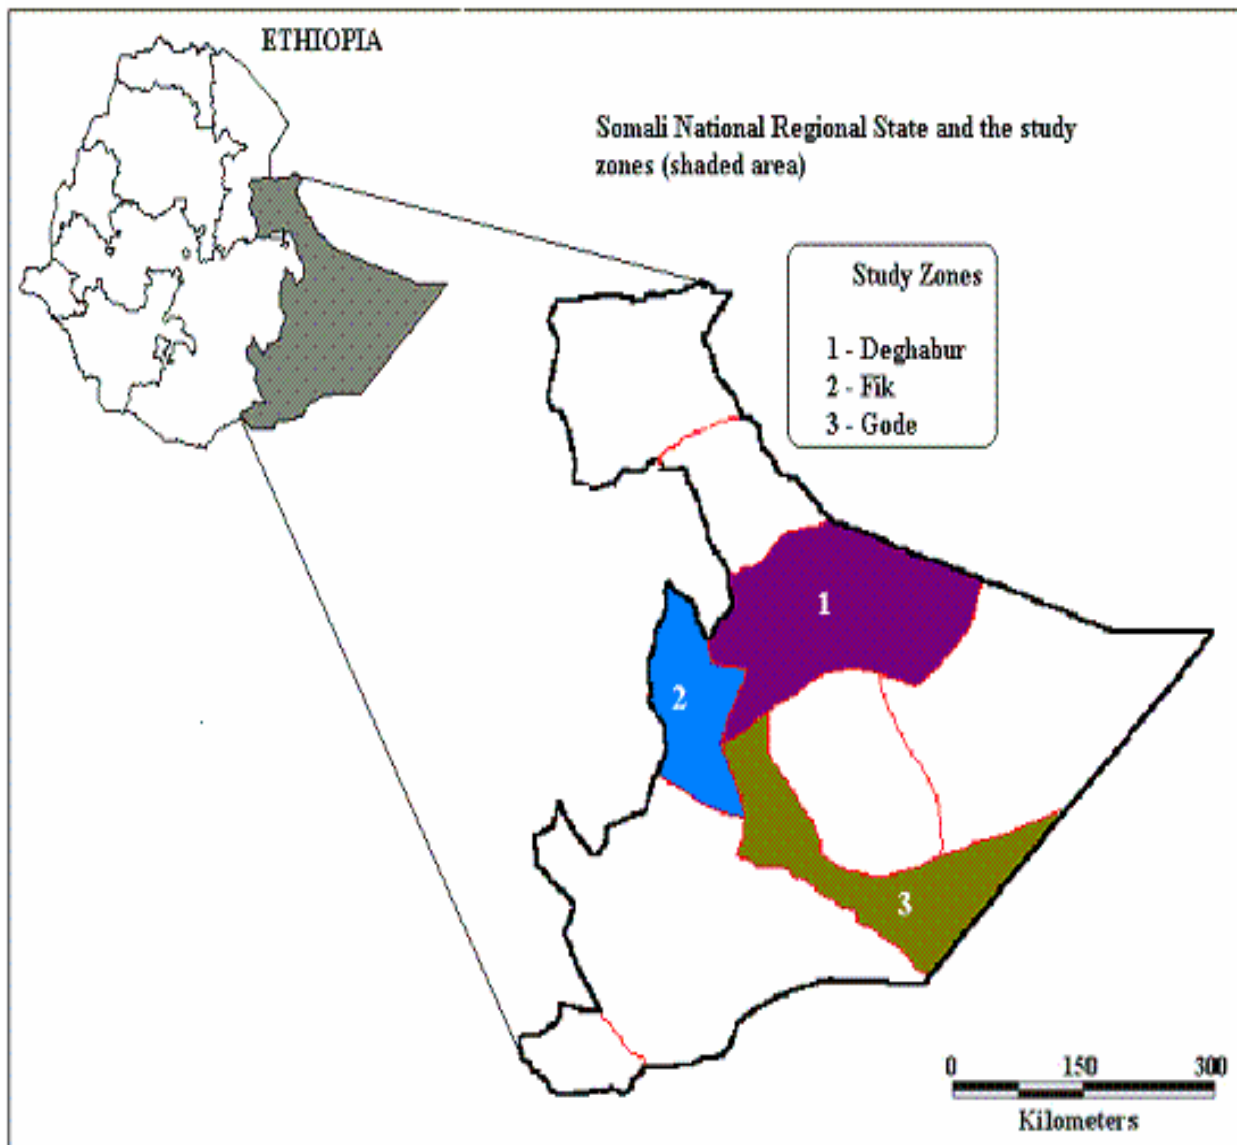 ETHIOPIA
Somali National Regional State and the study
zones (shaded area)
Study Zones
1 - Deghabur
2 - Fik
3 - Gode
1
2
3
0 150 300
Kilometers